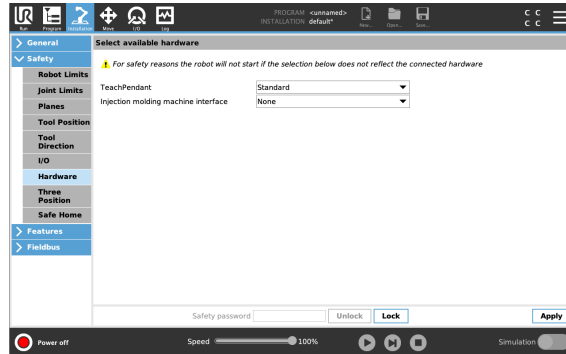 UR
PROGRAM <unnamed>
INSTALLATION default*
C C
C C
Run Program Installation Move I/O Log
New... Open... Save...
General
Safety
Robot Limits
Joint Limits
Planes
Tool Position
Tool
Direction
I/O
Hardware
Three
Position
Safe Home
Features
Fieldbus
Select available hardware
For safety reasons the robot will not start if the selection below does not reflect the connected hardware
TeachPendant Standard
Injection molding machine interface None
Safety password Unlock Lock Apply
Power off Speed 100% Simulation